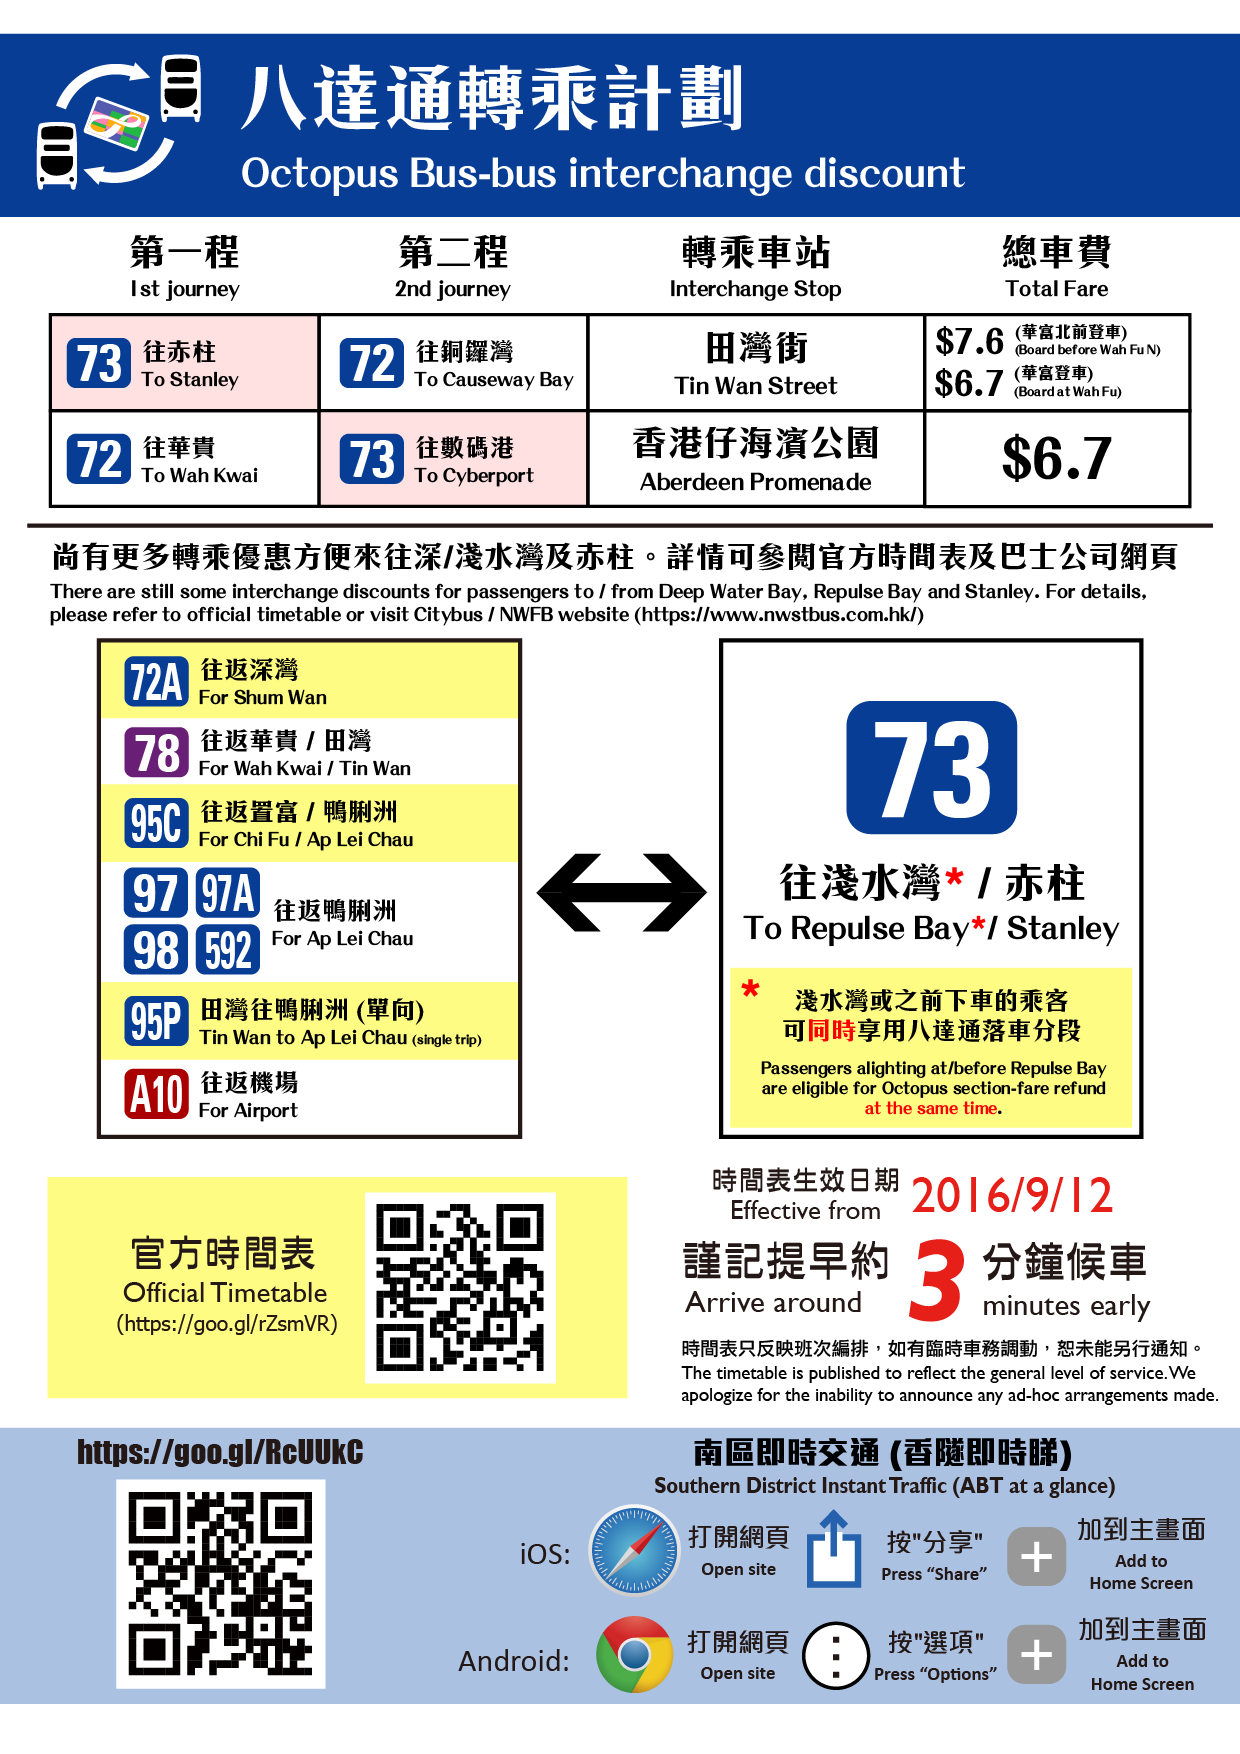 八達通轉乘計劃
Octopus Bus-bus interchange discount
第一程
1st journey
第二程
2nd journey
轉乘車站
Interchange Stop
總車費
Total Fare
73
往赤柱
To Stanley
72
往銅鑼灣
To Causeway Bay
田灣街
Tin Wan Street
$7.6 (華富北前登車)
(Board before Wah Fu N)
$6.7 (華富登車)
(Board at Wah Fu)
72
往華貴
To Wah Kwai
73
往數碼港
To Cyberport
香港仔海濱公園
Aberdeen Promenade
$6.7
尚有更多轉乘優惠方便來往深/淺水灣及赤柱。詳情可參閱官方時間表及巴士公司網頁
There are still some interchange discounts for passengers to / from Deep Water Bay, Repulse Bay and Stanley. For details,
please refer to official timetable or visit Citybus / NWFB website (https://www.nwstbus.com.hk/)
72A
往返深灣
For Shum Wan
78
往返華貴 / 田灣
For Wah Kwai / Tin Wan
95C
往返置富 / 鴨脷洲
For Chi Fu / Ap Lei Chau
97 97A
98 592
往返鴨脷洲
For Ap Lei Chau
95P
田灣往鴨脷洲 (單向)
Tin Wan to Ap Lei Chau (single trip)
A10
往返機場
For Airport
73
往淺水灣* / 赤柱
To Repulse Bay*/ Stanley
* 淺水灣或之前下車的乘客
可同時享用八達通落車分段
Passengers alighting at/before Repulse Bay
are eligible for Octopus section-fare refund
at the same time.
官方時間表
Official Timetable
(https://goo.gl/rZsmVR)
時間表生效日期
Effective from
2016/9/12
謹記提早約 3 分鐘候車
Arrive around minutes early
時間表只反映班次編排，如有臨時車務調動，恕未能另行通知。
The timetable is published to reflect the general level of service. We
apologize for the inability to announce any ad-hoc arrangements made.
https://goo.gl/RcUUkC
南區即時交通 (香隧即時睇)
Southern District Instant Traffic (ABT at a glance)
iOS:
打開網頁
Open site
按"分享"
Press “Share”
加到主畫面
Add to
Home Screen
Android:
打開網頁
Open site
按"選項"
Press “Options”
加到主畫面
Add to
Home Screen